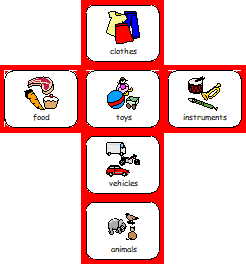 clothes
food
toys
instruments
vehicles
animals